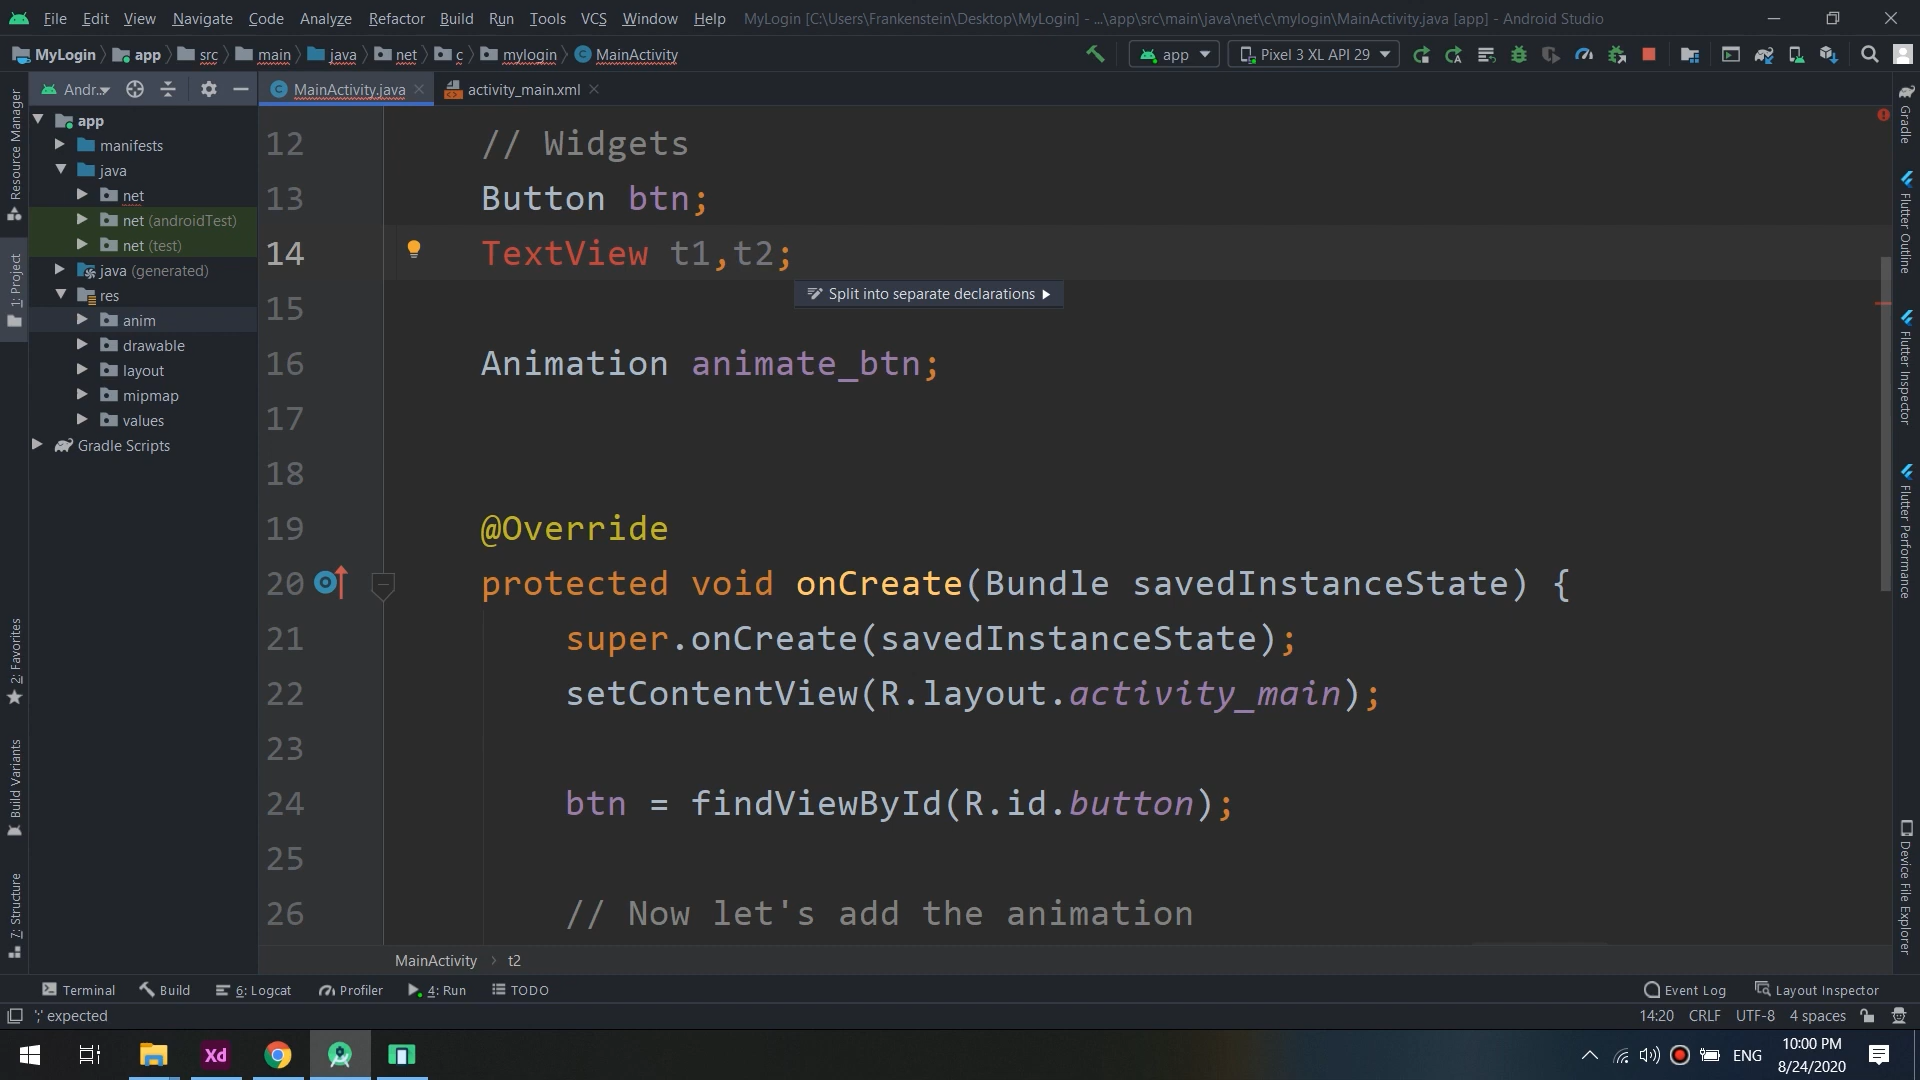 File Edit View Navigate Code Analyze Refactor Build Run Tools VCS Window Help MyLogin [C:\Users\Frankenstein\Desktop\MyLogin] - ...\app\src\main\java\net\c\mylogin\MainActivity.java [app] - Android Studio
MyLogin app src main java net c mylogin MainActivity app Pixel 3 XL API 29
Andr.. MainActivity.java activity_main.xml
app
manifests
java
net
net (androidTest)
net (test)
java (generated)
res
anim
drawable
layout
mipmap
values
Gradle Scripts
Resource Manager
1: Project
2: Favorites
Build Variants
7: Structure
12 // Widgets
13 Button btn;
14 TextView t1,t2;
Split into separate declarations
15
16 Animation animate_btn;
17
18
19 @Override
20 protected void onCreate(Bundle savedInstanceState) {
21 super.onCreate(savedInstanceState);
22 setContentView(R.layout.activity_main);
23
24 btn = findViewById(R.id.button);
25
26 // Now let's add the animation
MainActivity > t2
Gradle
Flutter Outline
Flutter Inspector
Flutter Performance
Device File Explorer
Terminal Build 6: Logcat Profiler 4: Run TODO Event Log Layout Inspector
';' expected 14:20 CRLF UTF-8 4 spaces
Xd ENG 10:00 PM
8/24/2020